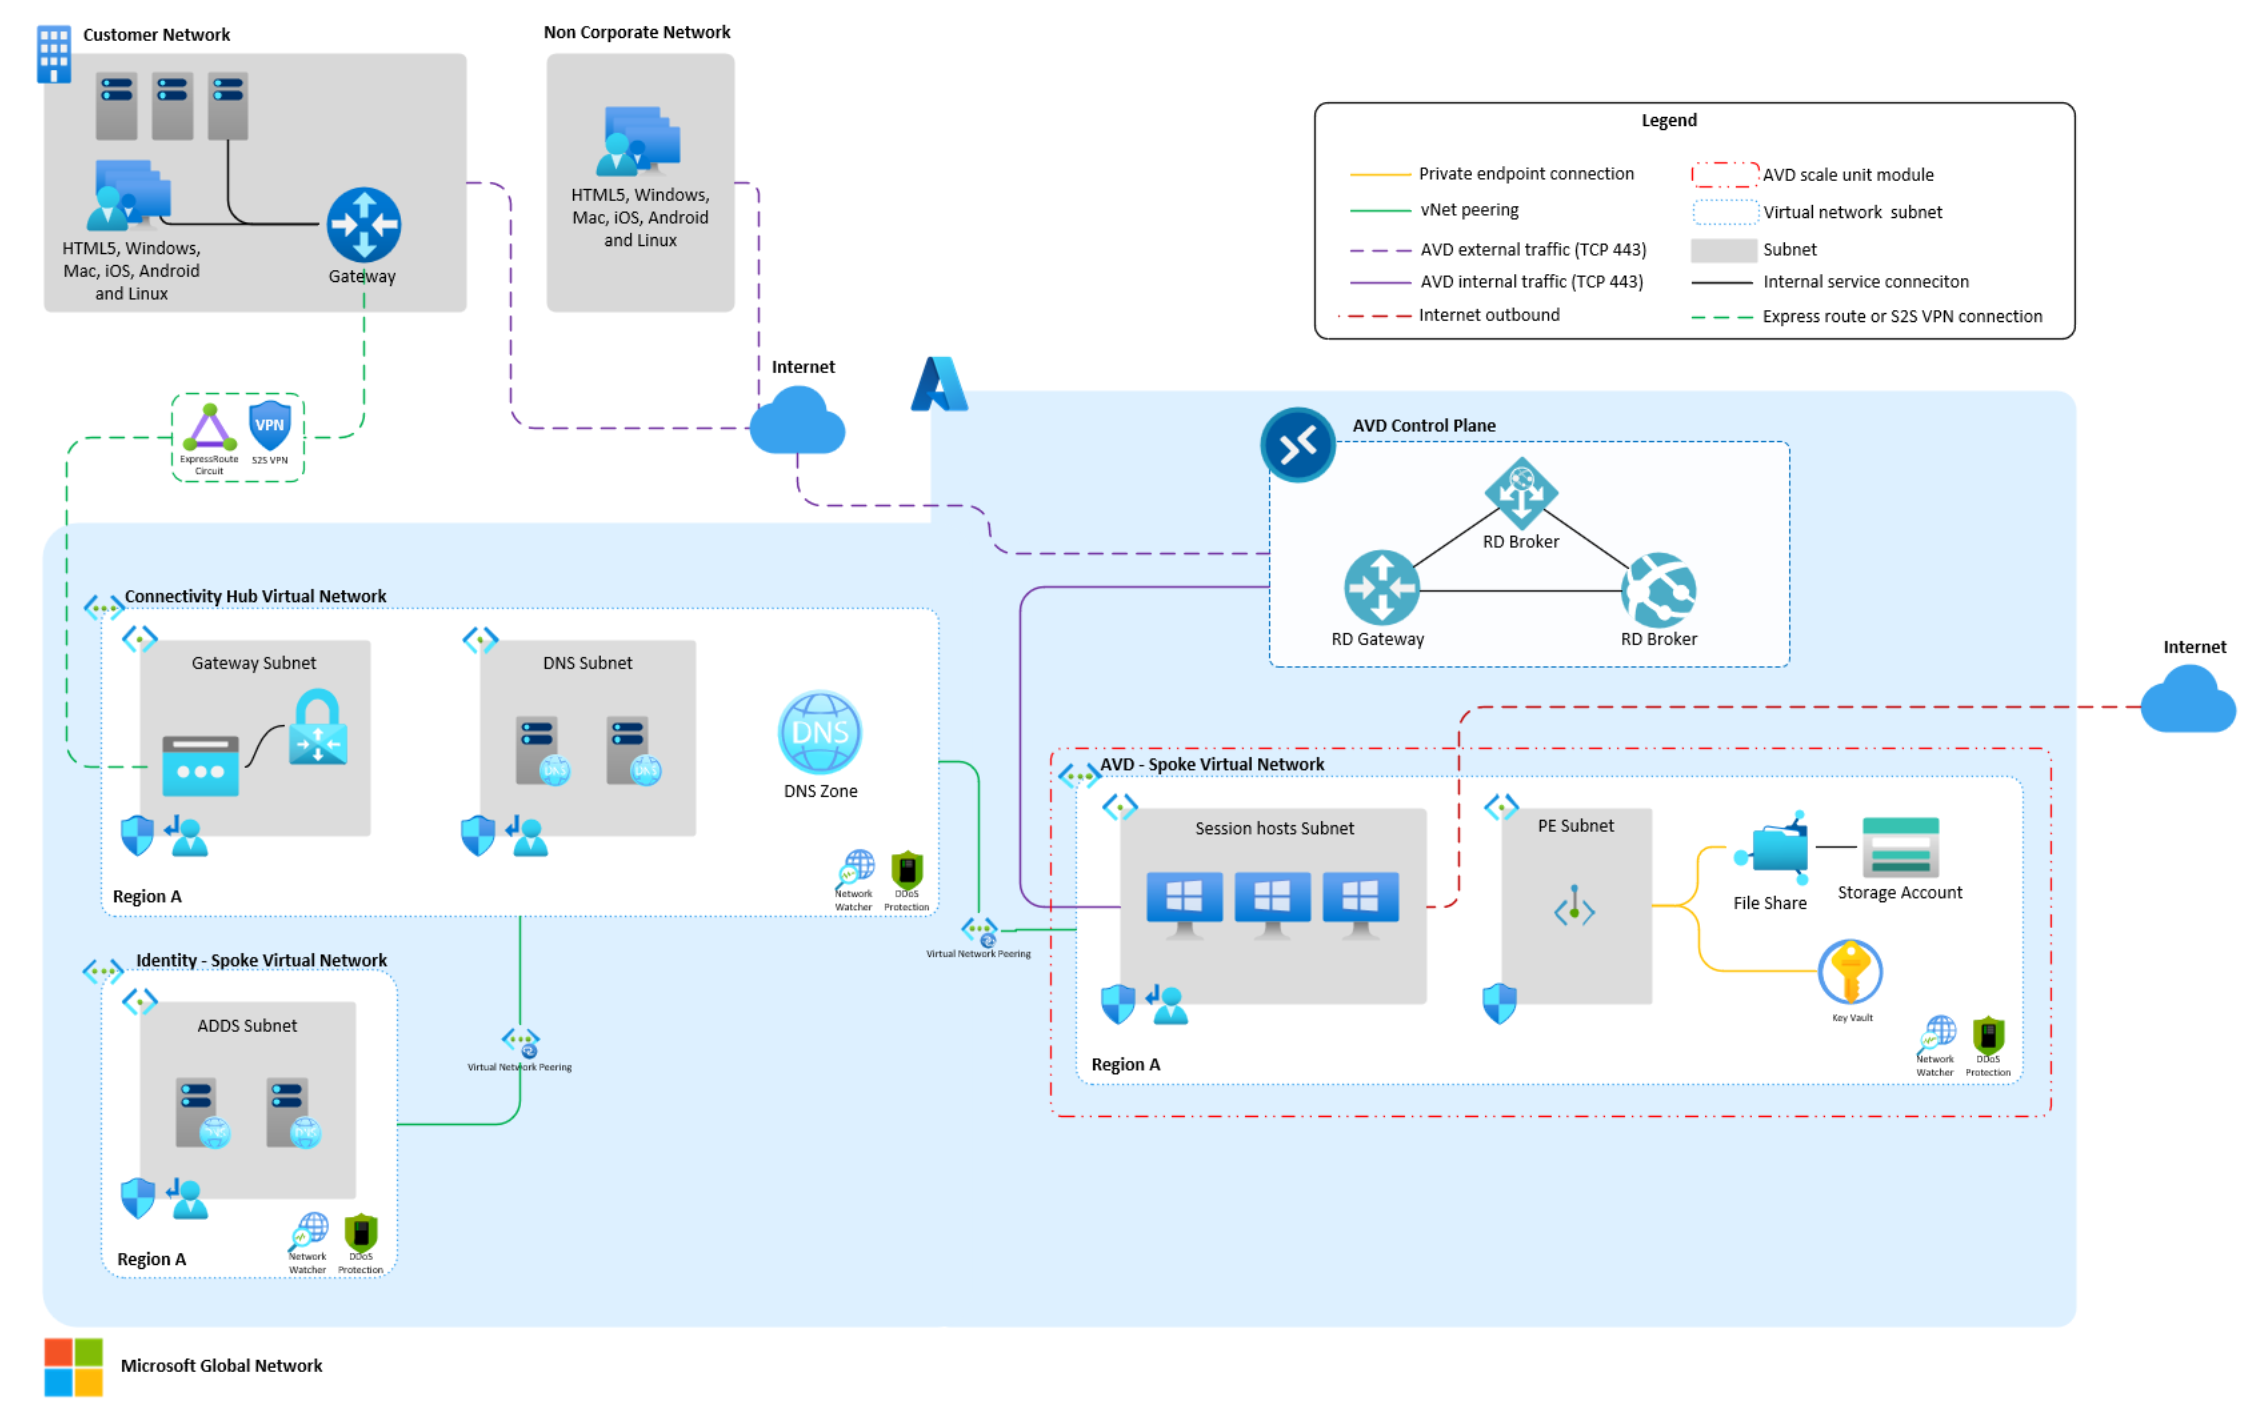 Customer Network
HTML5, Windows,
Mac, iOS, Android
and Linux
Gateway
Non Corporate Network
HTML5, Windows,
Mac, iOS, Android
and Linux
Legend
Private endpoint connection
vNet peering
AVD external traffic (TCP 443)
AVD internal traffic (TCP 443)
Internet outbound
AVD scale unit module
Virtual network subnet
Subnet
Internal service conneciton
Express route or S2S VPN connection
Internet
VPN
ExpressRoute
Circuit
S2S VPN
AVD Control Plane
RD Broker
RD Gateway
RD Broker
Internet
Connectivity Hub Virtual Network
Gateway Subnet
DNS Subnet
DNS
DNS
DNS
DNS Zone
Region A
Network
Watcher
DDoS
Protection
Virtual Network Peering
Identity - Spoke Virtual Network
ADDS Subnet
DNS
DNS
Region A
Network
Watcher
DDoS
Protection
Virtual Network Peering
AVD - Spoke Virtual Network
Session hosts Subnet
PE Subnet
File Share
Storage Account
Key Vault
Region A
Network
Watcher
DDoS
Protection
Microsoft Global Network